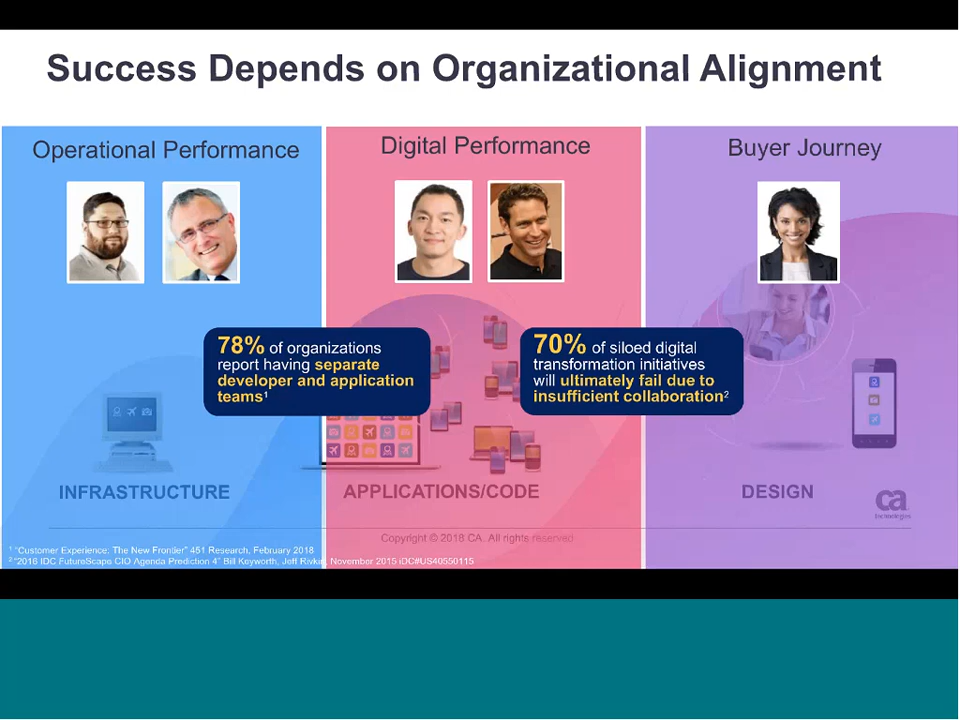 Success Depends on Organizational Alignment
Operational Performance
Digital Performance
Buyer Journey
78% of organizations
report having separate
developer and application
teams¹
70% of siloed digital
transformation initiatives
will ultimately fail due to
insufficient collaboration²
INFRASTRUCTURE
APPLICATIONS/CODE
DESIGN
ca
technologies
Copyright © 2018 CA. All rights reserved
¹ "Customer Experience, The New Frontier" 451 Research, February 2018
² "2016 IDC FutureScape CIO Agenda Prediction 4" Bill Keyworth, Jeff Rivkin, November 2015 IDC#US40550115